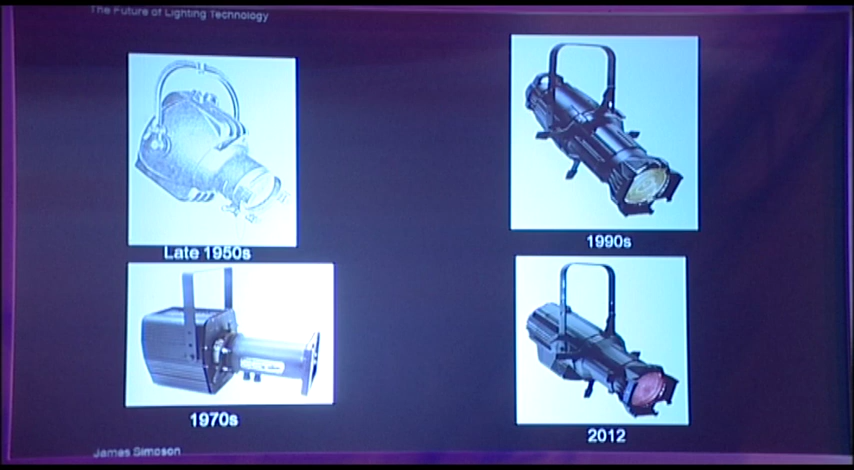 The Future of Lighting Technology
Late 1950s
1990s
1970s
2012
James Simpson